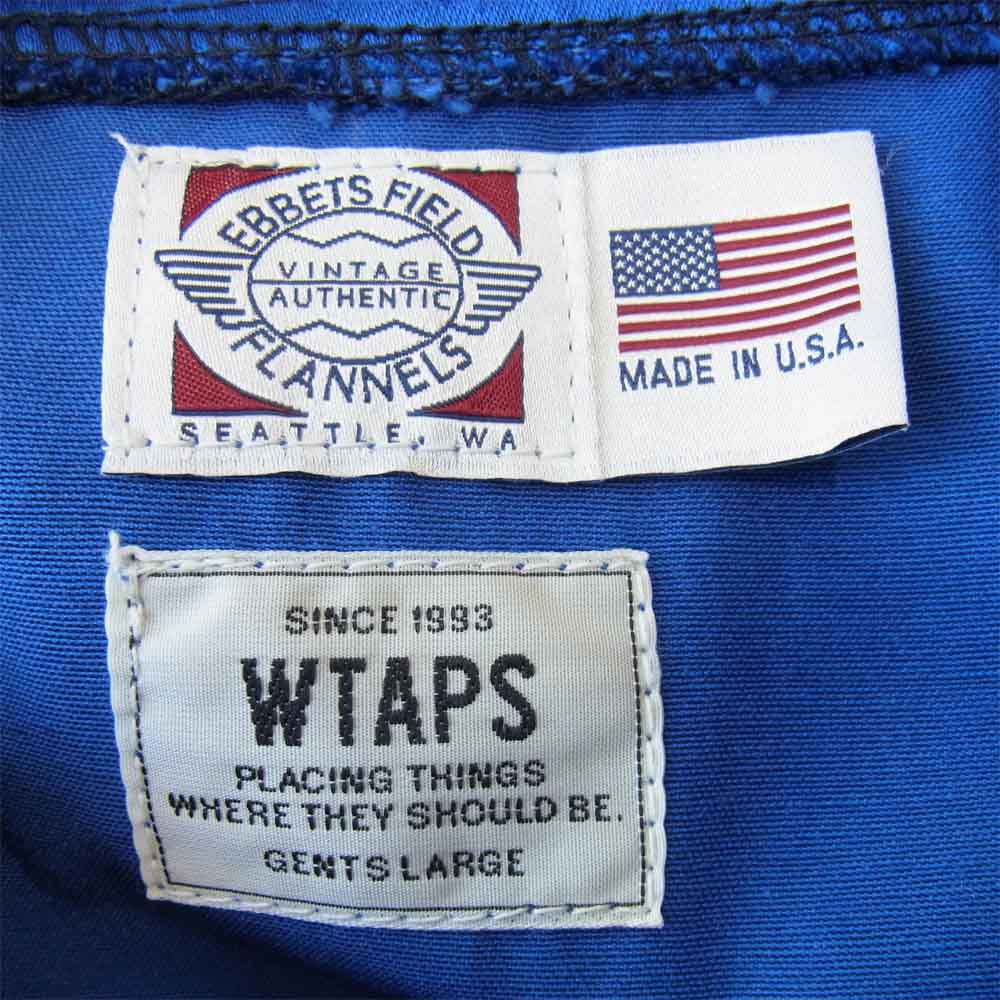 EBBETS FIELD
VINTAGE
AUTHENTIC
FLANNELS
SEATTLE, WA
MADE IN U.S.A.
SINCE 1993
WTAPS
PLACING THINGS
WHERE THEY SHOULD BE.
GENTS LARGE